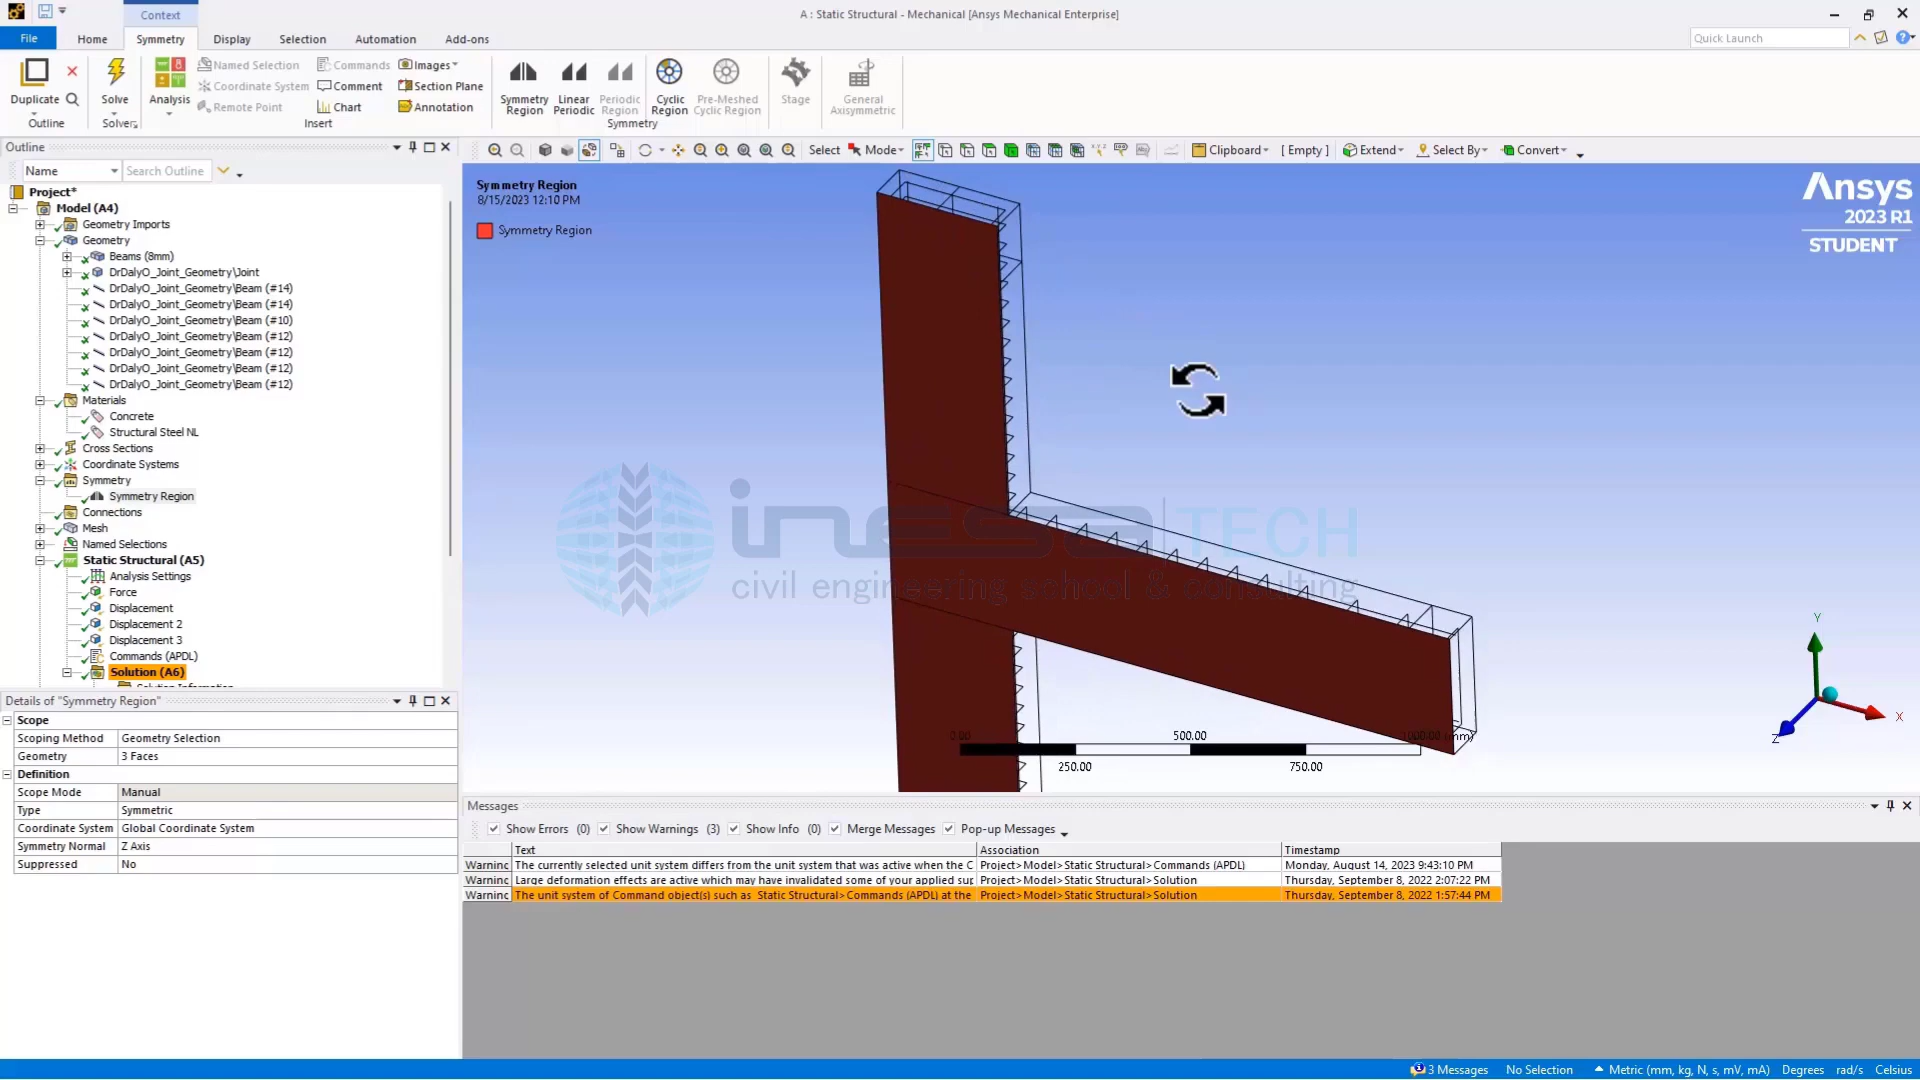 Context
A : Static Structural - Mechanical [Ansys Mechanical Enterprise]
File Home Symmetry Display Selection Automation Add-ons
Quick Launch
Duplicate
Outline
Solve
Solver
Analysis
Named Selection
Coordinate System
Remote Point
Commands
Comment
Chart
Images
Section Plane
Annotation
Insert
Symmetry Region
Linear Periodic
Periodic Region
Cyclic Region
Pre-Meshed Cyclic Region
Symmetry
Stage
General Axisymmetric
Outline
Name Search Outline
Select Mode Clipboard [ Empty ] Extend Select By Convert
Project*
Model (A4)
Geometry Imports
Geometry
Beams (8mm)
DrDalyO_Joint_Geometry\Joint
DrDalyO_Joint_Geometry\Beam (#14)
DrDalyO_Joint_Geometry\Beam (#14)
DrDalyO_Joint_Geometry\Beam (#10)
DrDalyO_Joint_Geometry\Beam (#12)
DrDalyO_Joint_Geometry\Beam (#12)
DrDalyO_Joint_Geometry\Beam (#12)
DrDalyO_Joint_Geometry\Beam (#12)
Materials
Concrete
Structural Steel NL
Cross Sections
Coordinate Systems
Symmetry
Symmetry Region
Connections
Mesh
Named Selections
Static Structural (A5)
Analysis Settings
Force
Displacement
Displacement 2
Displacement 3
Commands (APDL)
Solution (A6)
Solution Information
Symmetry Region
8/15/2023 12:10 PM
Symmetry Region
Ansys
2023 R1
STUDENT
inesa TECH
civil engineering school & consulting
0.00 500.00 1000.00 (mm)
250.00 750.00
Y
X
Z
Details of "Symmetry Region"
Scope
Scoping Method Geometry Selection
Geometry 3 Faces
Definition
Scope Mode Manual
Type Symmetric
Coordinate System Global Coordinate System
Symmetry Normal Z Axis
Suppressed No
Messages
Show Errors (0) Show Warnings (3) Show Info (0) Merge Messages Pop-up Messages
Text Association Timestamp
Warninc The currently selected unit system differs from the unit system that was active when the C Project>Model>Static Structural>Commands (APDL) Monday, August 14, 2023 9:43:10 PM
Warninc Large deformation effects are active which may have invalidated some of your applied sup Project>Model>Static Structural>Solution Thursday, September 8, 2022 2:07:22 PM
Warninc The unit system of Command object(s) such as Static Structural>Commands (APDL) at the Project>Model>Static Structural>Solution Thursday, September 8, 2022 1:57:44 PM
3 Messages No Selection Metric (mm, kg, N, s, mV, mA) Degrees rad/s Celsius